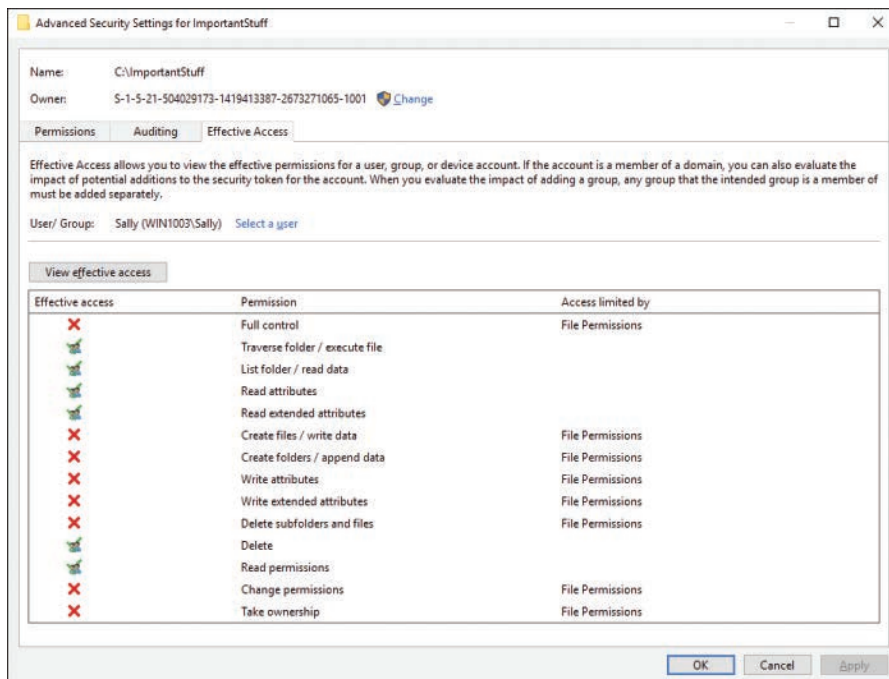 Advanced Security Settings for ImportantStuff
Name: C:\ImportantStuff
Owner: S-1-5-21-504029173-1419413387-2673271065-1001 Change
Permissions Auditing Effective Access
Effective Access allows you to view the effective permissions for a user, group, or device account. If the account is a member of a domain, you can also evaluate the
impact of potential additions to the security token for the account. When you evaluate the impact of adding a group, any group that the intended group is a member of
must be added separately.
User/ Group: Sally (WIN1003\Sally) Select a user
View effective access
Effective access Permission Access limited by
Full control File Permissions
Traverse folder / execute file
List folder / read data
Read attributes
Read extended attributes
Create files / write data File Permissions
Create folders / append data File Permissions
Write attributes File Permissions
Write extended attributes File Permissions
Delete subfolders and files File Permissions
Delete
Read permissions
Change permissions File Permissions
Take ownership File Permissions
OK Cancel Apply